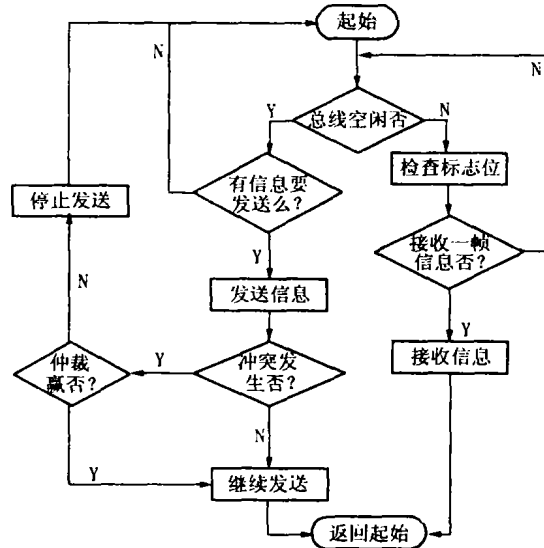 起始
N
N
Y
总线空闲否
N
有信息要
发送么？
检查标志位
停止发送
接收一帧
信息否？
Y
N
发送信息
Y
接收信息
仲裁
赢否？
Y
冲突发
生否？
N
Y
继续发送
返回起始